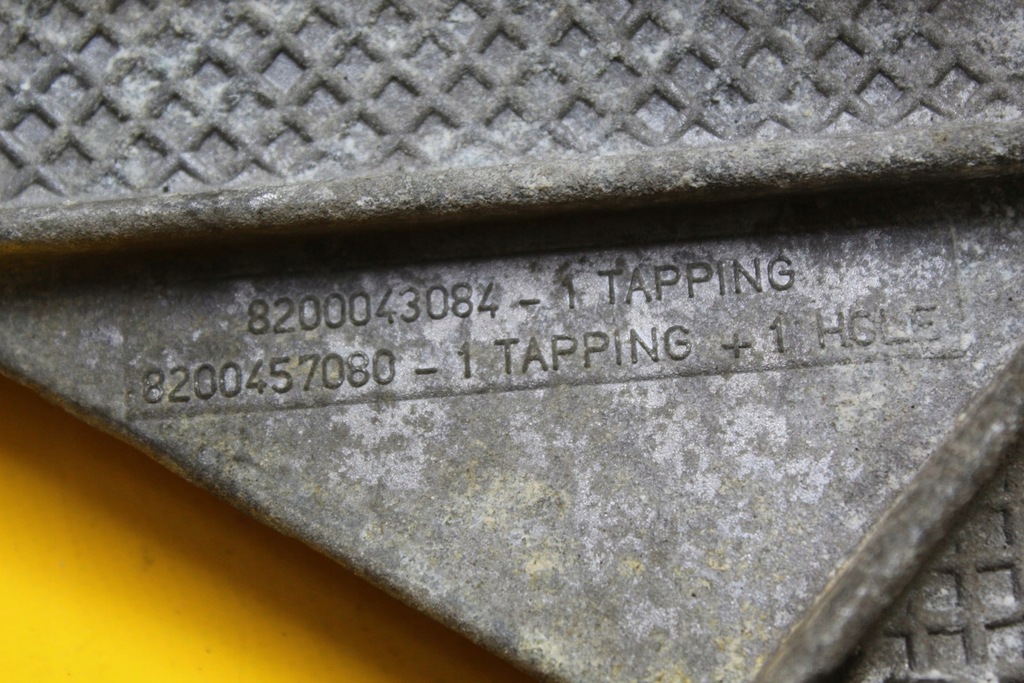 8200043084 - 1 TAPPING
8200457080 - 1 TAPPING + 1 HOLE